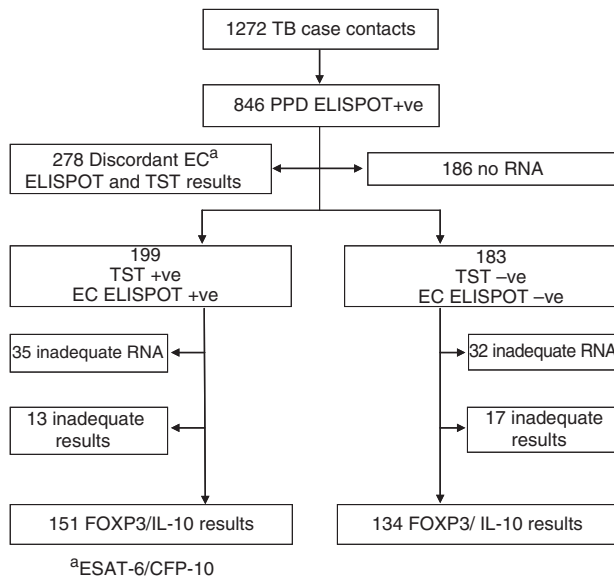 1272 TB case contacts
846 PPD ELISPOT+ve
278 Discordant ECa
ELISPOT and TST results
186 no RNA
199
TST +ve
EC ELISPOT +ve
183
TST –ve
EC ELISPOT –ve
35 inadequate RNA
32 inadequate RNA
13 inadequate
results
17 inadequate
results
151 FOXP3/IL-10 results
134 FOXP3/ IL-10 results
aESAT-6/CFP-10